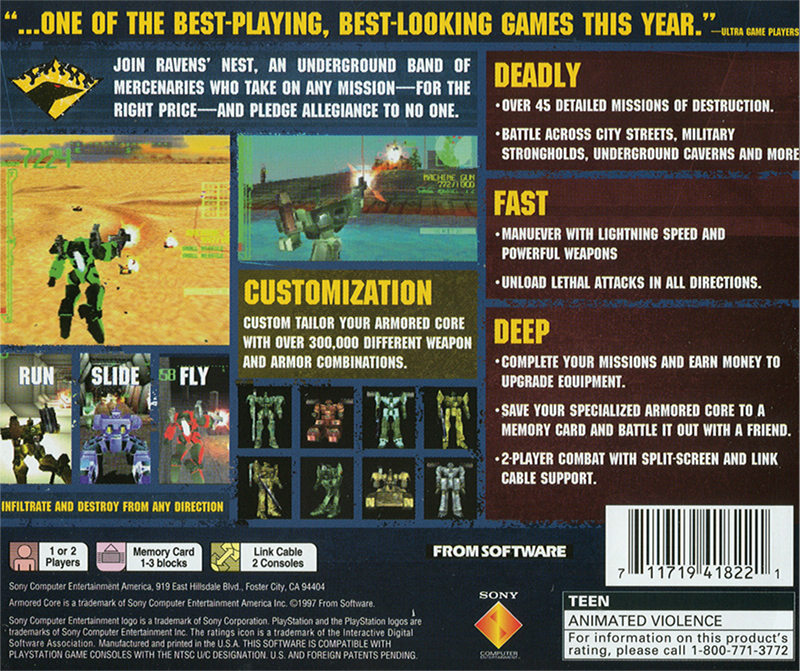 “...ONE OF THE BEST-PLAYING, BEST-LOOKING GAMES THIS YEAR.” —ULTRA GAME PLAYERS
JOIN RAVENS' NEST, AN UNDERGROUND BAND OF
MERCENARIES WHO TAKE ON ANY MISSION—FOR THE
RIGHT PRICE—AND PLEDGE ALLEGIANCE TO NO ONE.
DEADLY
•OVER 45 DETAILED MISSIONS OF DESTRUCTION.
•BATTLE ACROSS CITY STREETS, MILITARY
STRONGHOLDS, UNDERGROUND CAVERNS AND MORE
7224
MACHINE GUN
FAST
•MANUEVER WITH LIGHTNING SPEED AND
POWERFUL WEAPONS
•UNLOAD LETHAL ATTACKS IN ALL DIRECTIONS.
CUSTOMIZATION
CUSTOM TAILOR YOUR ARMORED CORE
WITH OVER 300,000 DIFFERENT WEAPON
AND ARMOR COMBINATIONS.
DEEP
•COMPLETE YOUR MISSIONS AND EARN MONEY TO
UPGRADE EQUIPMENT.
•SAVE YOUR SPECIALIZED ARMORED CORE TO A
MEMORY CARD AND BATTLE IT OUT WITH A FRIEND.
•2-PLAYER COMBAT WITH SPLIT-SCREEN AND LINK
CABLE SUPPORT.
RUN
SLIDE
58 FLY
INFILTRATE AND DESTROY FROM ANY DIRECTION
1 or 2
Players
Memory Card
1-3 blocks
Link Cable
2 Consoles
FROM SOFTWARE
7 11719 41822 1
Sony Computer Entertainment America, 919 East Hillsdale Blvd., Foster City, CA 94404
Armored Core is a trademark of Sony Computer Entertainment America Inc. ©1997 From Software.
Sony Computer Entertainment logo is a trademark of Sony Corporation. PlayStation and the PlayStation logos are
trademarks of Sony Computer Entertainment Inc. The ratings icon is a trademark of the Interactive Digital
Software Association. Manufactured and printed in the U.S.A. THIS SOFTWARE IS COMPATIBLE WITH
PLAYSTATION GAME CONSOLES WITH THE NTSC U/C DESIGNATION. U.S. AND FOREIGN PATENTS PENDING.
SONY
COMPUTER
ENTERTAINMENT
TEEN
ANIMATED VIOLENCE
For information on this product's
rating, please call 1-800-771-3772